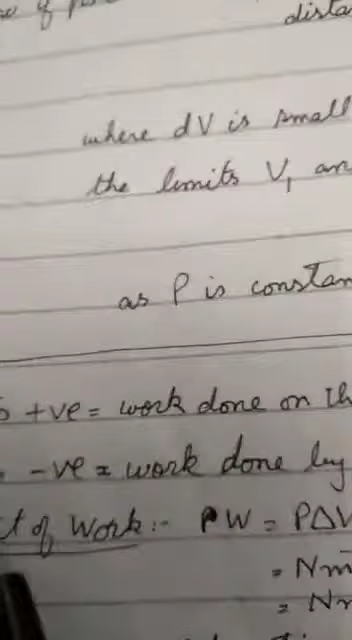 dista
where dV is small
the limits V₁ an
as P is constan
+ve = work done on th
-ve = work done by
of Work :- PW = PΔV
= Nm
= Nm